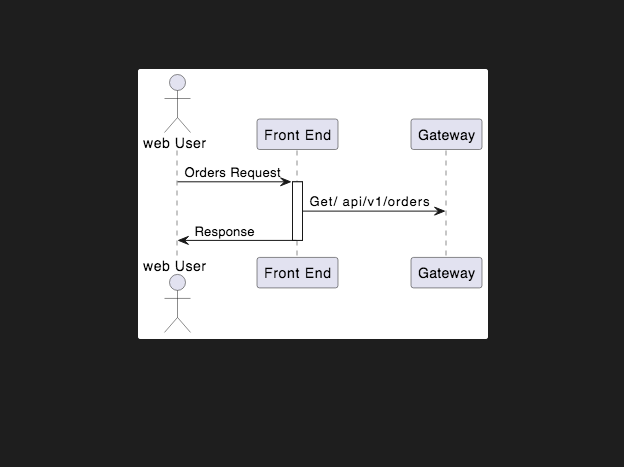 web User
Front End
Gateway
Orders Request
Get/ api/v1/orders
Response
web User
Front End
Gateway